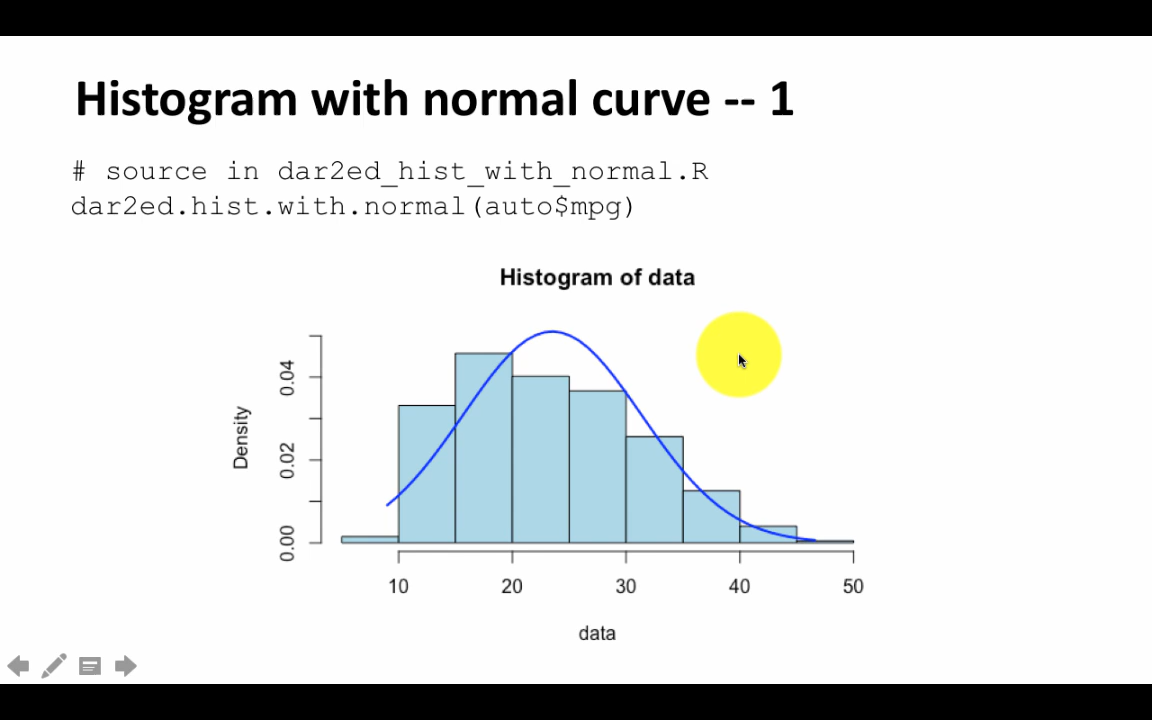 Histogram with normal curve -- 1
# source in dar2ed_hist_with_normal.R
dar2ed.hist.with.normal(auto$mpg)
Histogram of data
Density
0.04
0.02
0.00
10 20 30 40 50
data